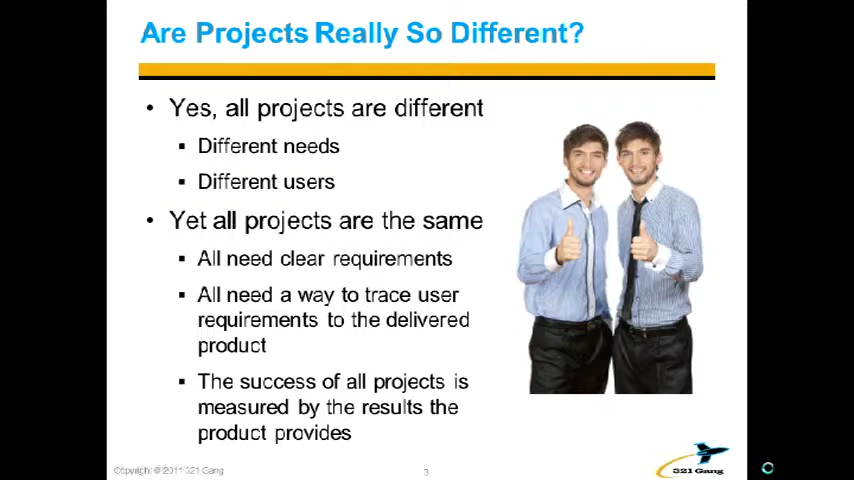 Are Projects Really So Different?
• Yes, all projects are different
▪ Different needs
▪ Different users
• Yet all projects are the same
▪ All need clear requirements
▪ All need a way to trace user
requirements to the delivered
product
▪ The success of all projects is
measured by the results the
product provides
Copyright © 2011 321 Gang
3
321 Gang